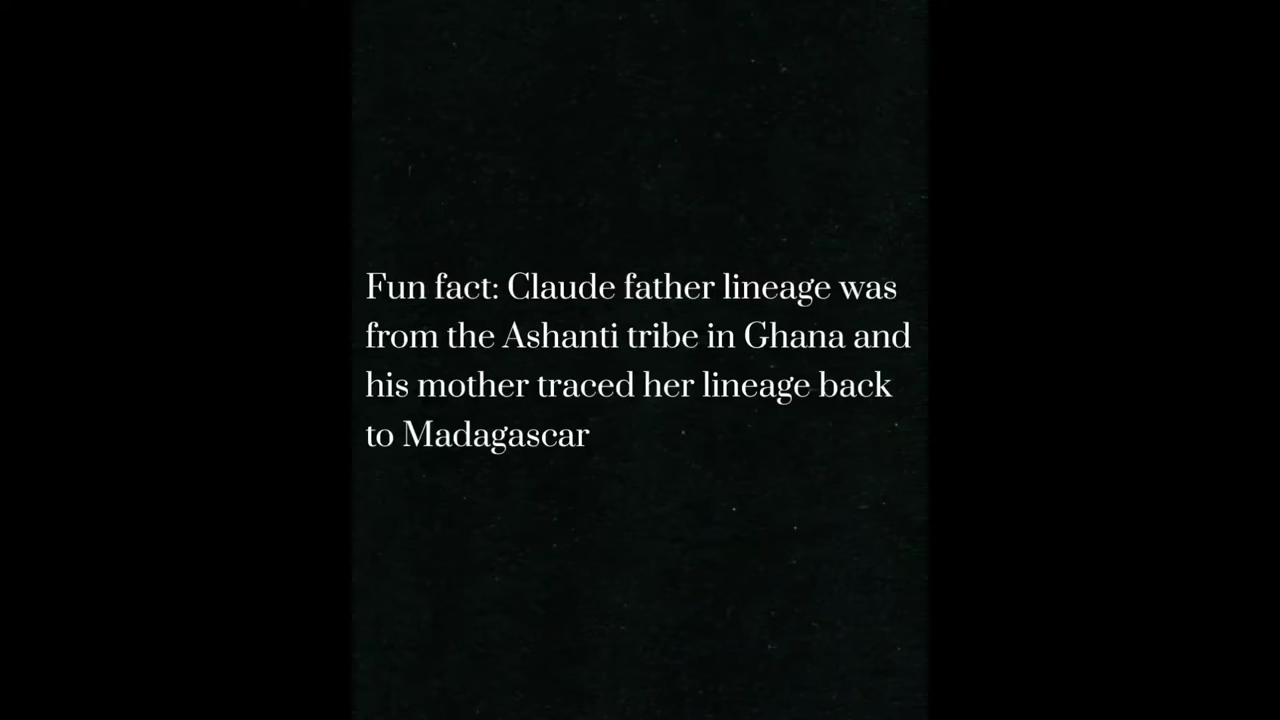 Fun fact: Claude father lineage was
from the Ashanti tribe in Ghana and
his mother traced her lineage back
to Madagascar